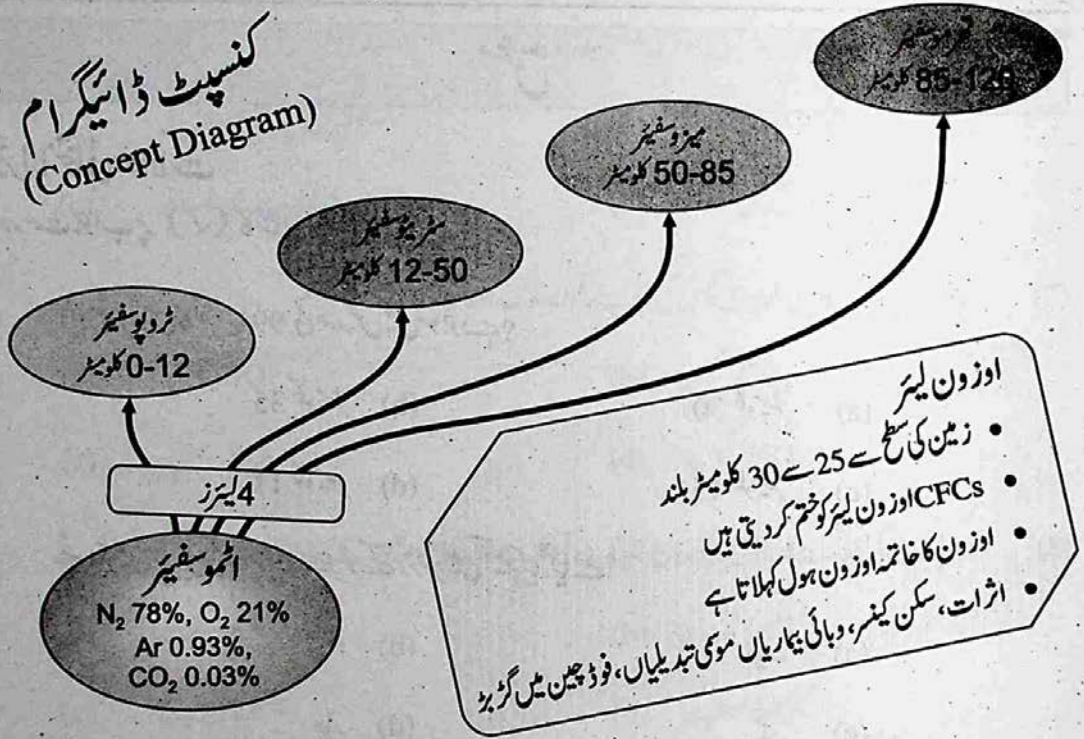 کنسیپٹ ڈائیگرام
(Concept Diagram)
تھرموسفیئر
85-120 کلومیٹر
میزوسفیئر
50-85 کلومیٹر
سٹریٹوسفیئر
12-50 کلومیٹر
ٹروپوسفیئر
0-12 کلومیٹر
4لیئرز
اٹموسفیئر
N₂ 78%, O₂ 21%
Ar 0.93%,
CO₂ 0.03%
اوزون لیئر
• زمین کی سطح سے 25 سے 30 کلومیٹر بلند
• CFCs اوزون لیئر کو ختم کر دیتی ہیں
• اوزون کا خاتمہ اوزون ہول کہلاتا ہے
• اثرات، سکن کینسر، وبائی بیماریاں موسمی تبدیلیاں، فوڈ چین میں گڑبڑ